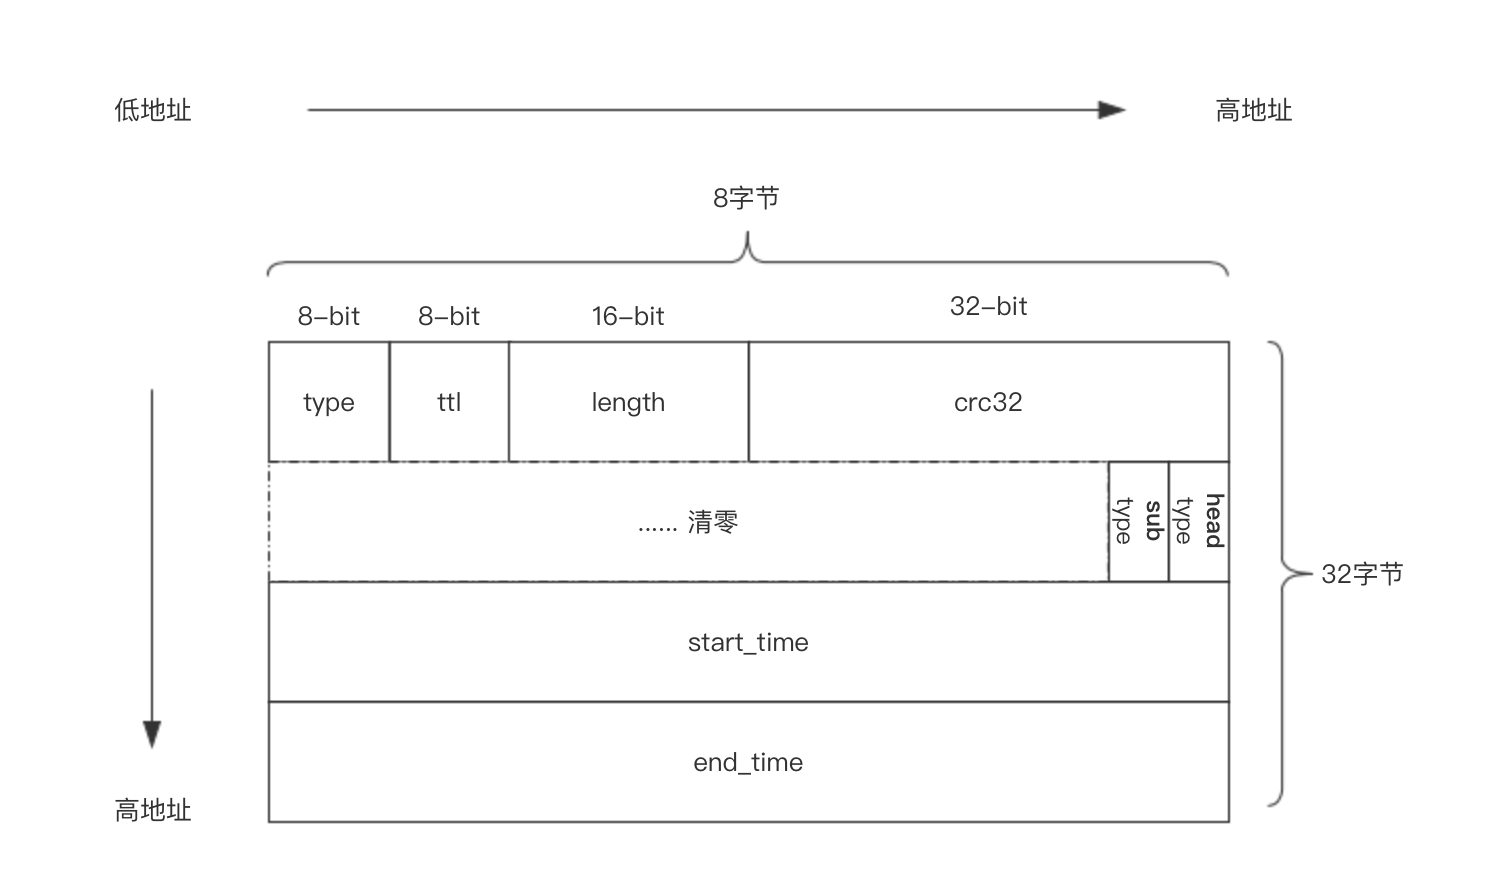 低地址
高地址
8字节
8-bit
8-bit
16-bit
32-bit
type
ttl
length
crc32
...... 清零
sub
type
head
type
start_time
32字节
end_time
高地址